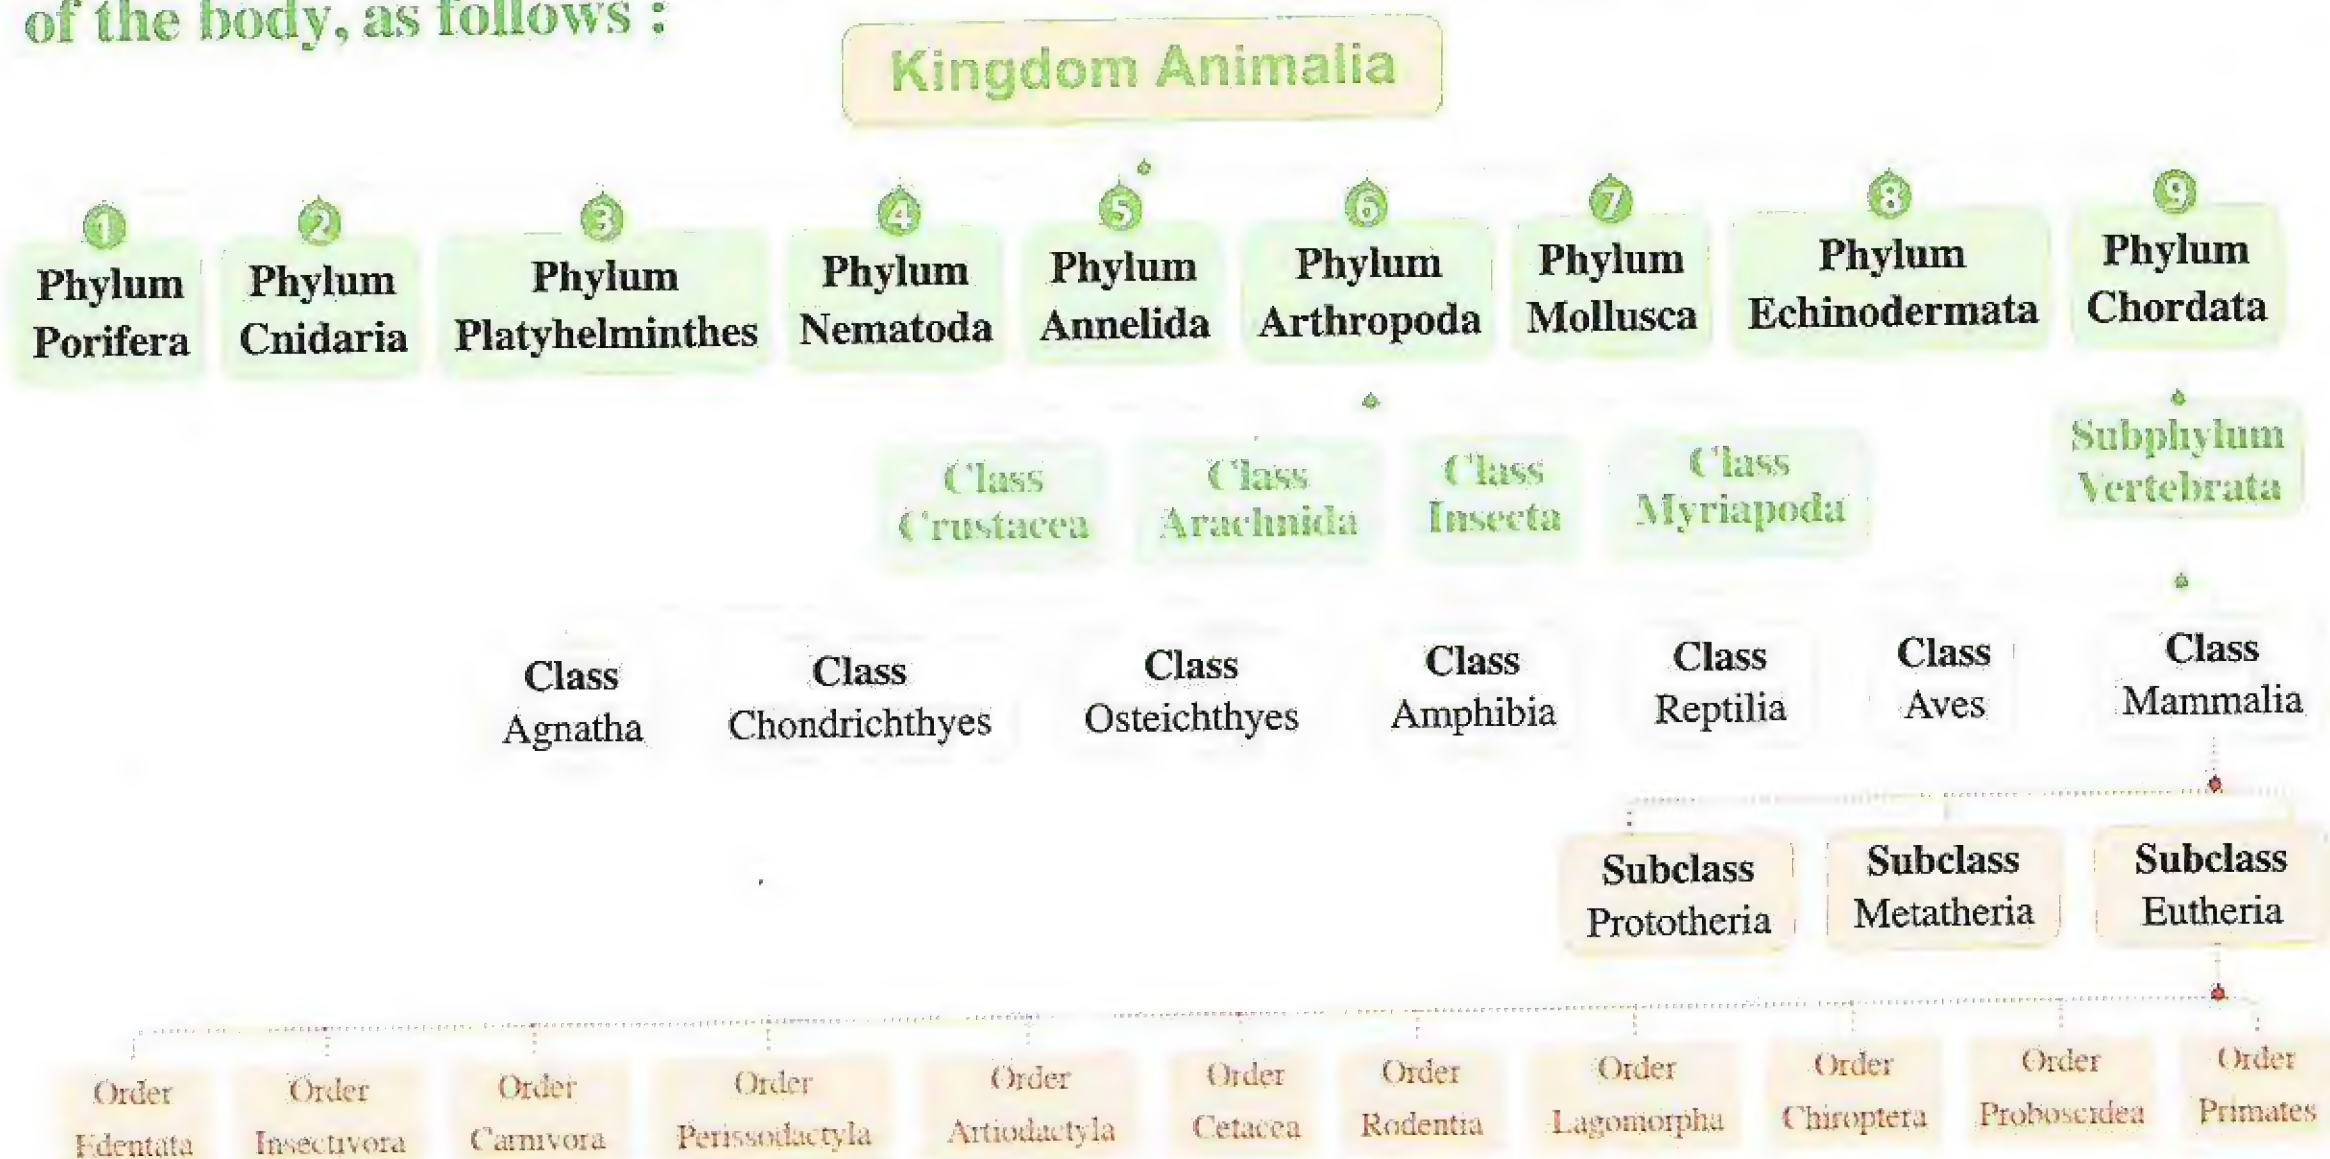 of the body, as follows :
Kingdom Animalia
1
Phylum
Porifera
2
Phylum
Cnidaria
3
Phylum
Platyhelminthes
4
Phylum
Nematoda
5
Phylum
Annelida
6
Phylum
Arthropoda
7
Phylum
Mollusca
8
Phylum
Echinodermata
9
Phylum
Chordata
Class
Crustacea
Class
Arachnida
Class
Insecta
Class
Myriapoda
Subphylum
Vertebrata
Class
Agnatha
Class
Chondrichthyes
Class
Osteichthyes
Class
Amphibia
Class
Reptilia
Class
Aves
Class
Mammalia
Subclass
Prototheria
Subclass
Metatheria
Subclass
Eutheria
Order
Edentata
Order
Insectivora
Order
Carnivora
Order
Perissodactyla
Order
Artiodactyla
Order
Cetacea
Order
Rodentia
Order
Lagomorpha
Order
Chiroptera
Order
Proboscidea
Order
Primates